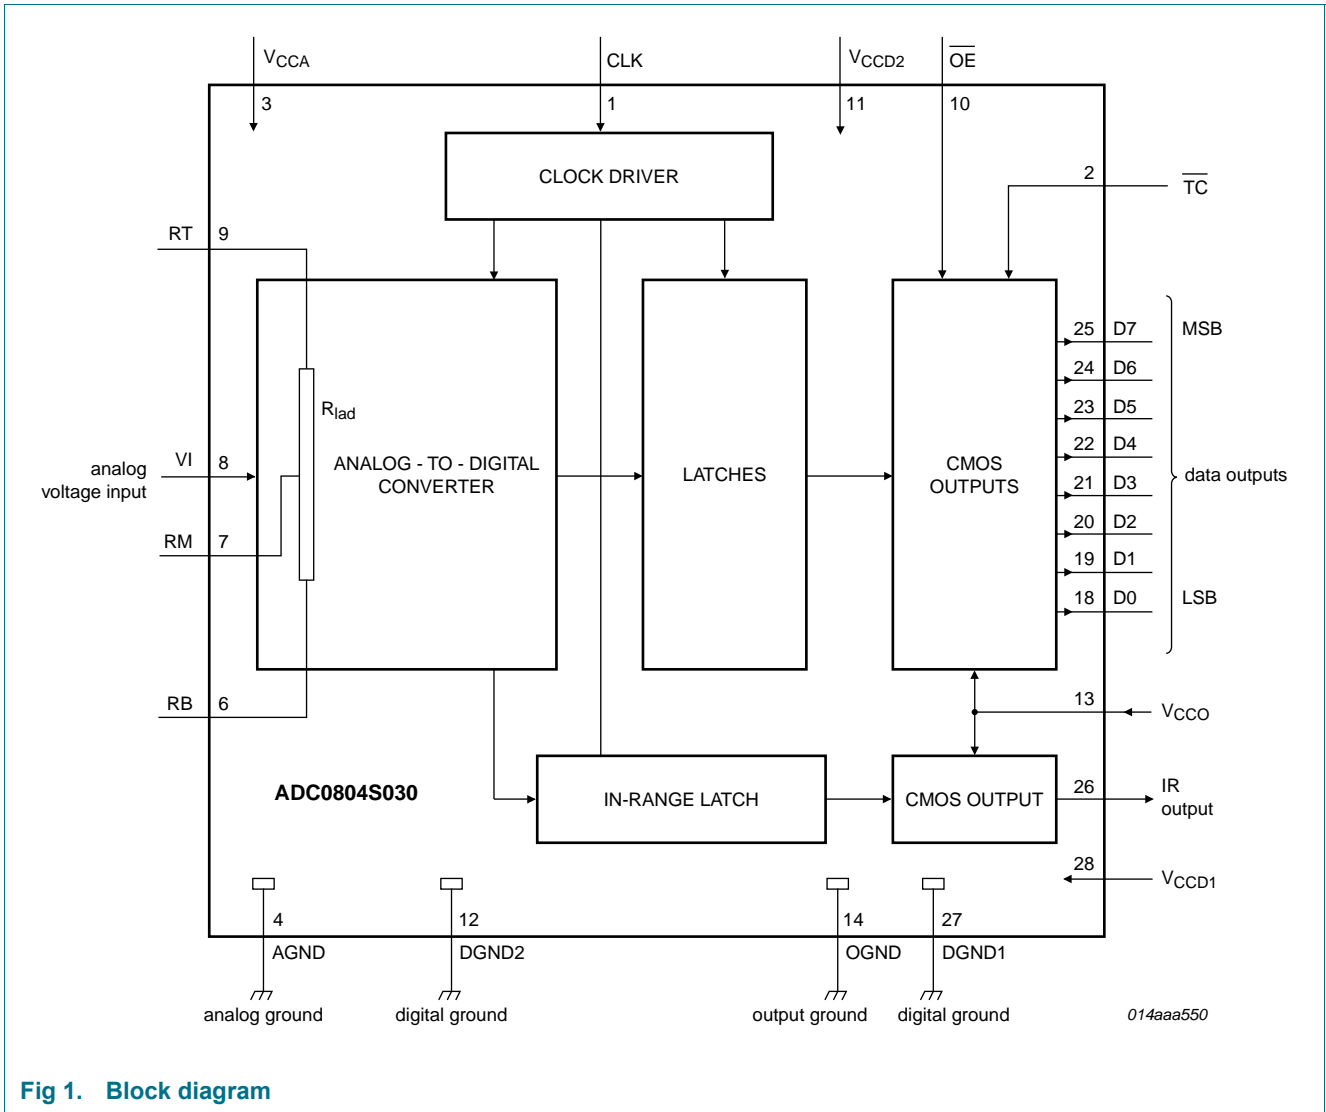 VCCA
CLK
VCCD2
OE
3
1
11
10
CLOCK DRIVER
2
TC
RT
9
25
D7
MSB
24
D6
Rlad
23
D5
analog
voltage input
VI
8
ANALOG - TO - DIGITAL
CONVERTER
LATCHES
CMOS
OUTPUTS
22
D4
data outputs
21
D3
RM
7
20
D2
19
D1
18
D0
LSB
RB
6
13
VCCO
ADC0804S030
IN-RANGE LATCH
CMOS OUTPUT
26
IR
output
28
VCCD1
4
12
14
27
AGND
DGND2
OGND
DGND1
analog ground
digital ground
output ground
digital ground
014aaa550
Fig 1. Block diagram